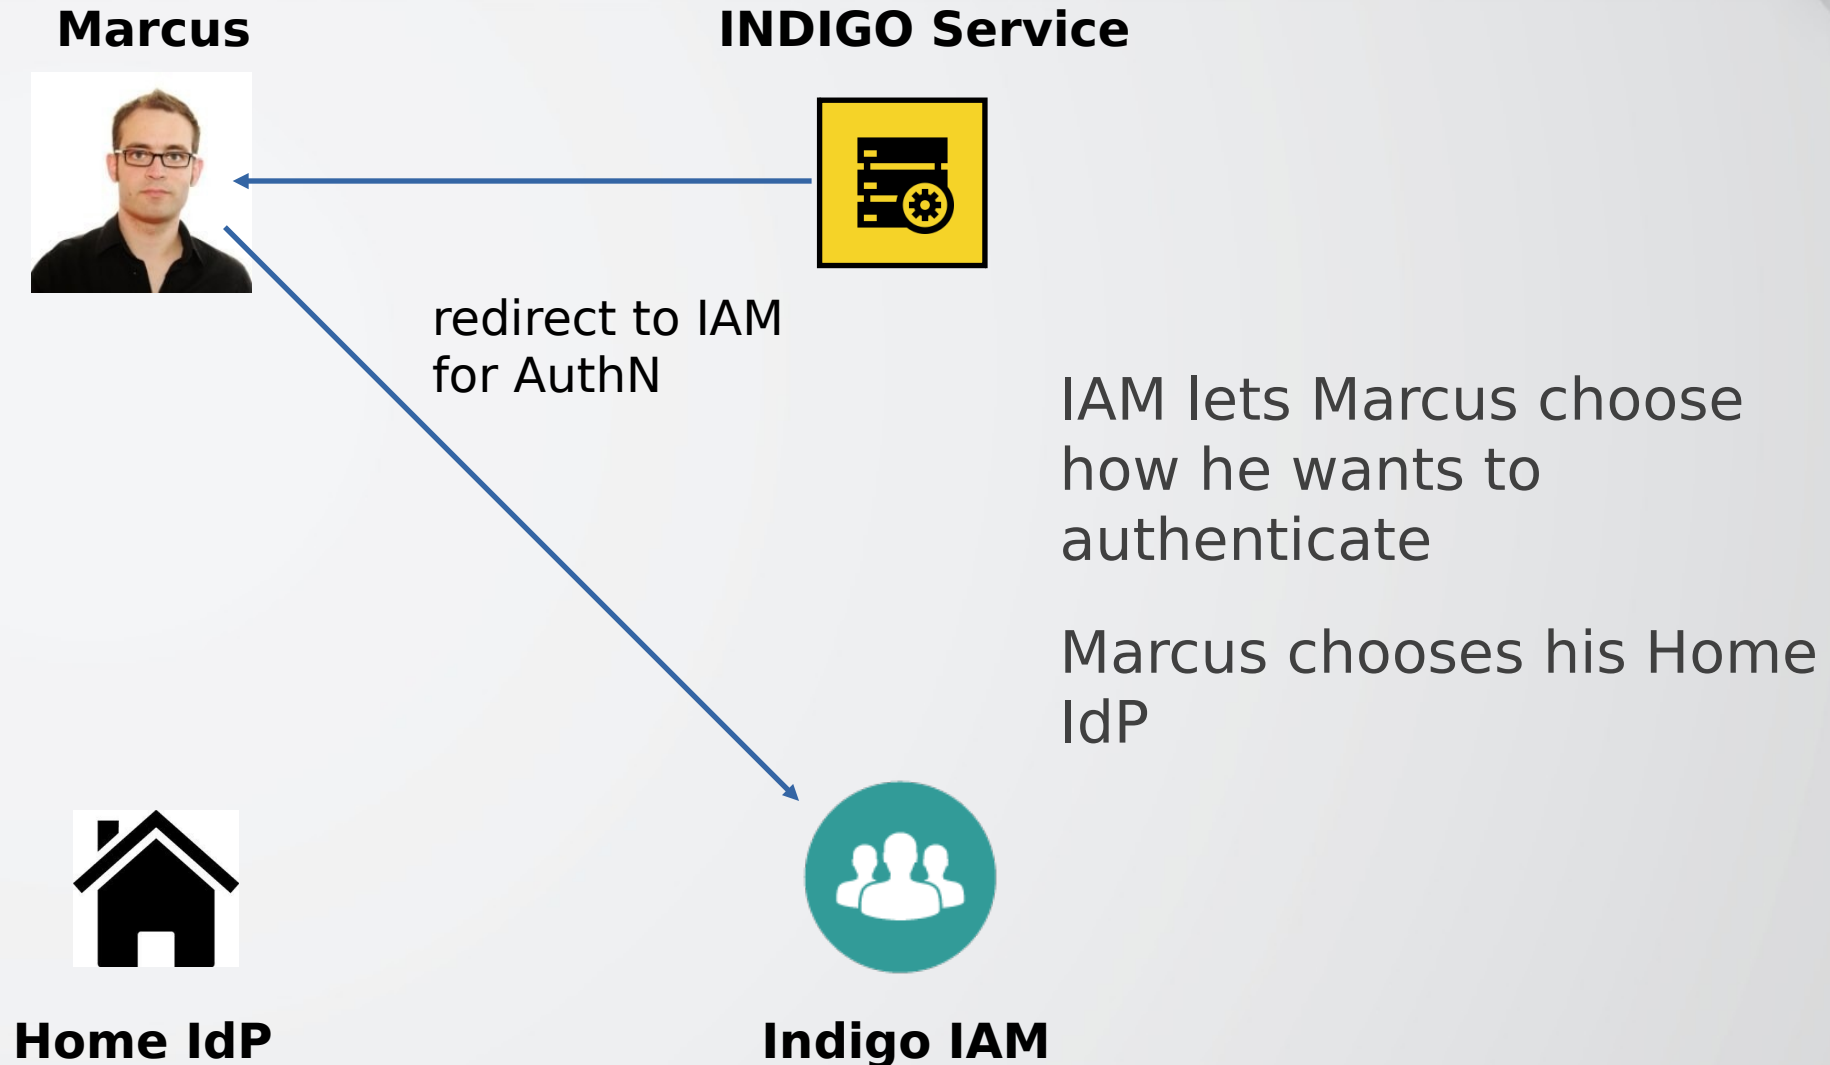 Marcus
INDIGO Service
redirect to IAM
for AuthN
IAM lets Marcus choose
how he wants to
authenticate
Marcus chooses his Home
IdP
Home IdP
Indigo IAM